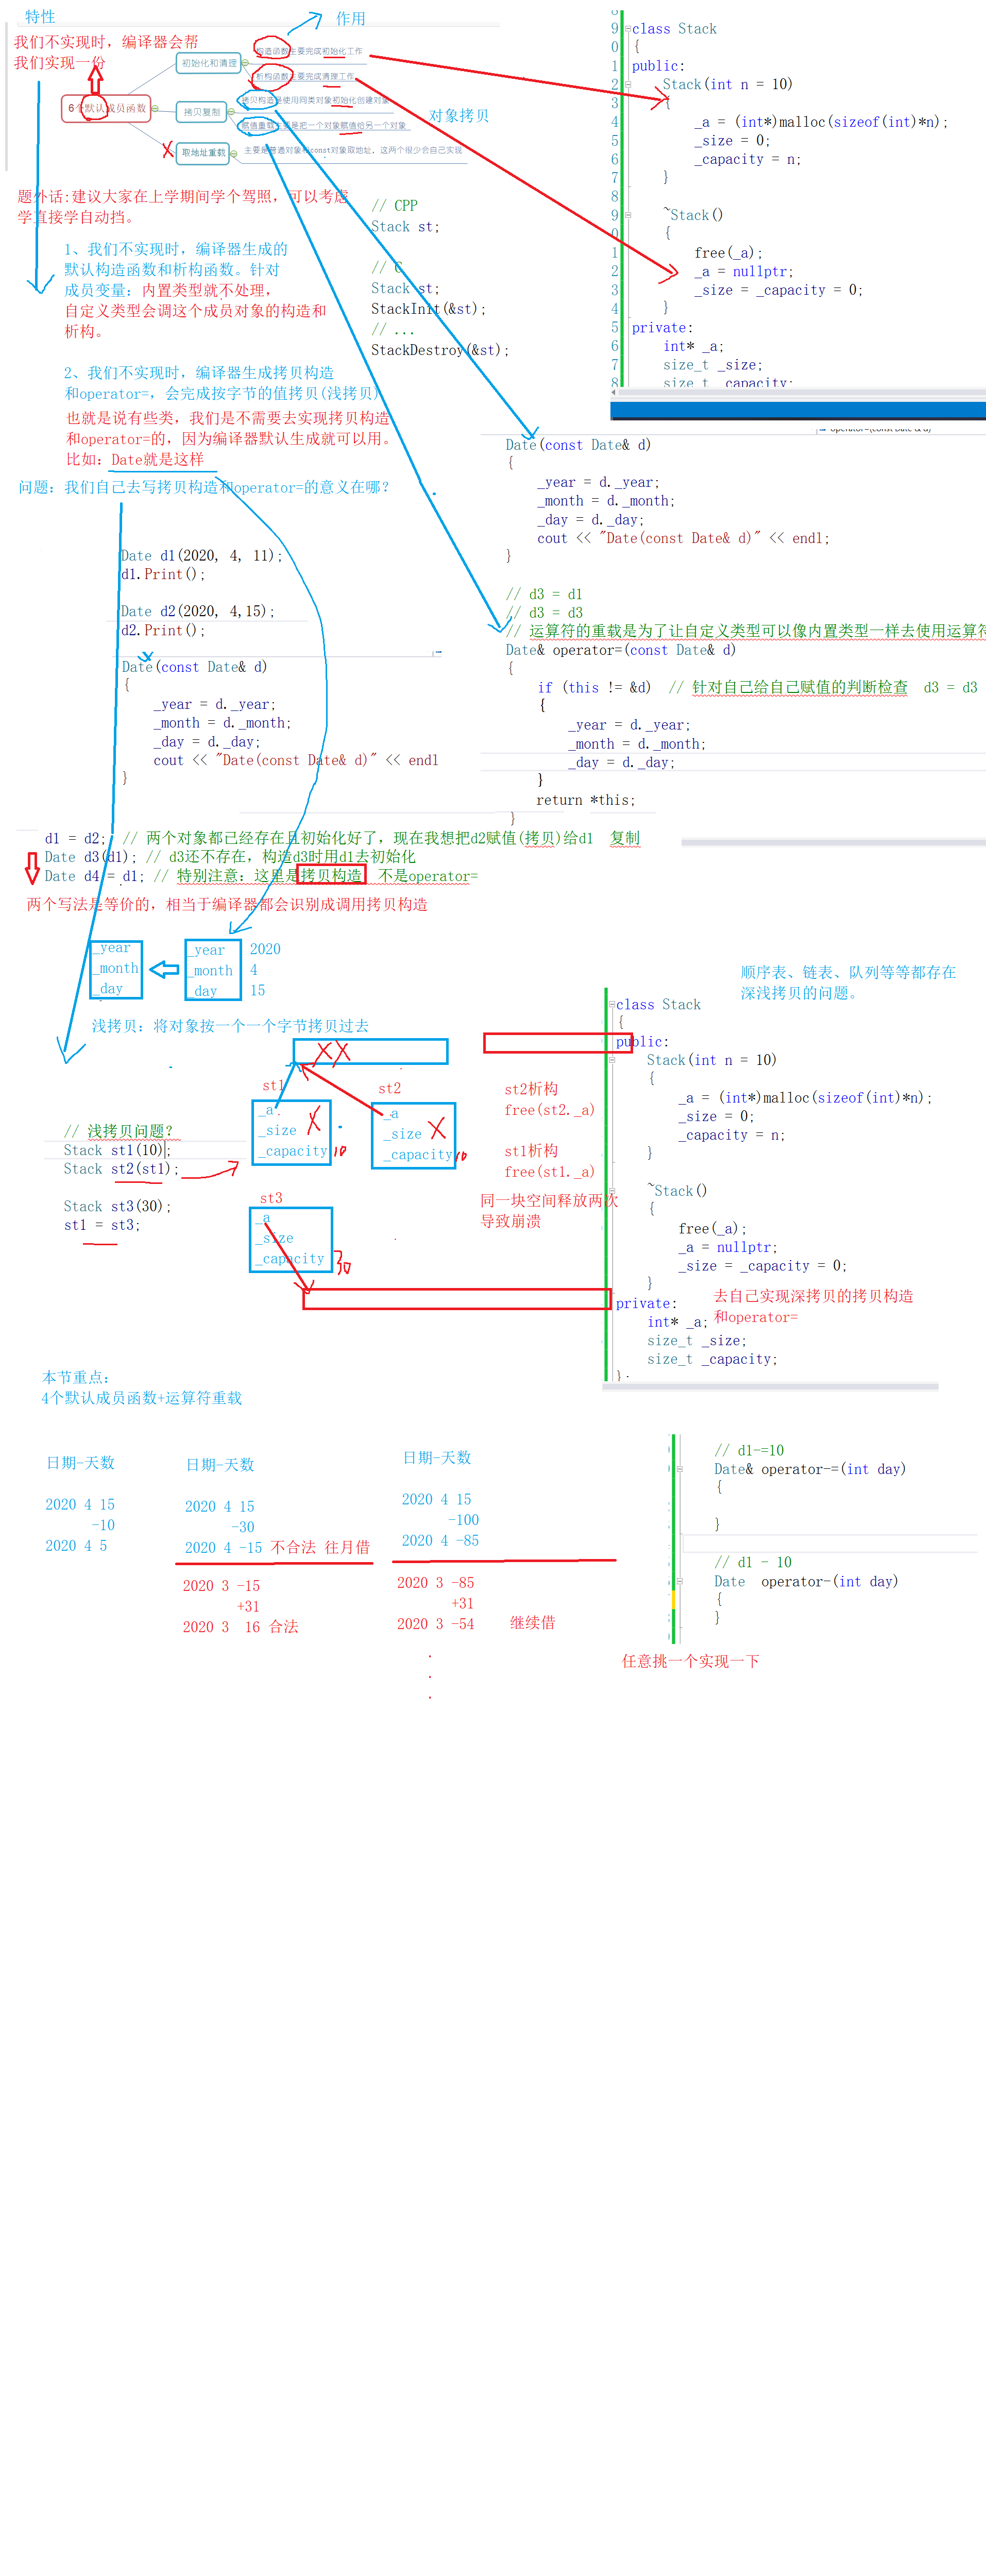 特性
作用
我们不实现时，编译器会帮
我们实现一份
6个默认成员函数
初始化和清理
构造函数主要完成初始化工作
析构函数主要完成清理工作
拷贝复制
拷贝构造是使用同类对象初始化创建对象
赋值重载主要是把一个对象赋值给另一个对象
取地址重载
主要是普通对象和const对象取地址，这两个很少会自己实现
对象拷贝
题外话:建议大家在上学期间学个驾照，可以考虑
学直接学自动挡。
1、我们不实现时，编译器生成的
默认构造函数和析构函数。针对
成员变量：内置类型就不处理，
自定义类型会调这个成员对象的构造和
析构。
2、我们不实现时，编译器生成拷贝构造
和operator=，会完成按字节的值拷贝(浅拷贝)
也就是说有些类，我们是不需要去实现拷贝构造
和operator=的，因为编译器默认生成就可以用。
比如：Date就是这样
问题：我们自己去写拷贝构造和operator=的意义在哪？
// CPP
Stack st;
// C
Stack st;
StackInit(&st);
// ...
StackDestroy(&st);
9 class Stack
0 {
1 public:
2 Stack(int n = 10)
3 {
4 _a = (int*)malloc(sizeof(int)*n);
5 _size = 0;
6 _capacity = n;
7 }
8
9 ~Stack()
0 {
1 free(_a);
2 _a = nullptr;
3 _size = _capacity = 0;
4 }
5 private:
6 int* _a;
7 size_t _size;
8 size_t _capacity;
Date(const Date& d)
{
_year = d._year;
_month = d._month;
_day = d._day;
cout << "Date(const Date& d)" << endl;
}
// d3 = d1
// d3 = d3
// 运算符的重载是为了让自定义类型可以像内置类型一样去使用运算符
Date& operator=(const Date& d)
{
if (this != &d) // 针对自己给自己赋值的判断检查 d3 = d3
{
_year = d._year;
_month = d._month;
_day = d._day;
}
return *this;
}
Date d1(2020, 4, 11);
d1.Print();
Date d2(2020, 4,15);
d2.Print();
Date(const Date& d)
{
_year = d._year;
_month = d._month;
_day = d._day;
cout << "Date(const Date& d)" << endl
}
d1 = d2; // 两个对象都已经存在且初始化好了，现在我想把d2赋值(拷贝)给d1 复制
Date d3(d1); // d3还不存在，构造d3时用d1去初始化
Date d4 = d1; // 特别注意：这里是拷贝构造 不是operator=
两个写法是等价的，相当于编译器都会识别成调用拷贝构造
_year
_month
_day
_year 2020
_month 4
_day 15
浅拷贝：将对象按一个一个字节拷贝过去
// 浅拷贝问题？
Stack st1(10);
Stack st2(st1);
Stack st3(30);
st1 = st3;
st1
_a
_size
_capacity 10
st2
_a
_size
_capacity 10
st3
_a
_size
_capacity 30
st2析构
free(st2._a)
st1析构
free(st1._a)
同一块空间释放两次
导致崩溃
顺序表、链表、队列等等都存在
深浅拷贝的问题。
class Stack
{
public:
Stack(int n = 10)
{
_a = (int*)malloc(sizeof(int)*n);
_size = 0;
_capacity = n;
}
~Stack()
{
free(_a);
_a = nullptr;
_size = _capacity = 0;
}
private:
int* _a;
size_t _size;
size_t _capacity;
};
去自己实现深拷贝的拷贝构造
和operator=
本节重点：
4个默认成员函数+运算符重载
日期-天数
2020 4 15
-10
2020 4 5
日期-天数
2020 4 15
-30
2020 4 -15 不合法 往月借
2020 3 -15
+31
2020 3 16 合法
日期-天数
2020 4 15
-100
2020 4 -85
2020 3 -85
+31
2020 3 -54 继续借
.
.
.
// d1-=10
Date& operator-=(int day)
{
}
// d1 - 10
Date operator-(int day)
{
}
任意挑一个实现一下